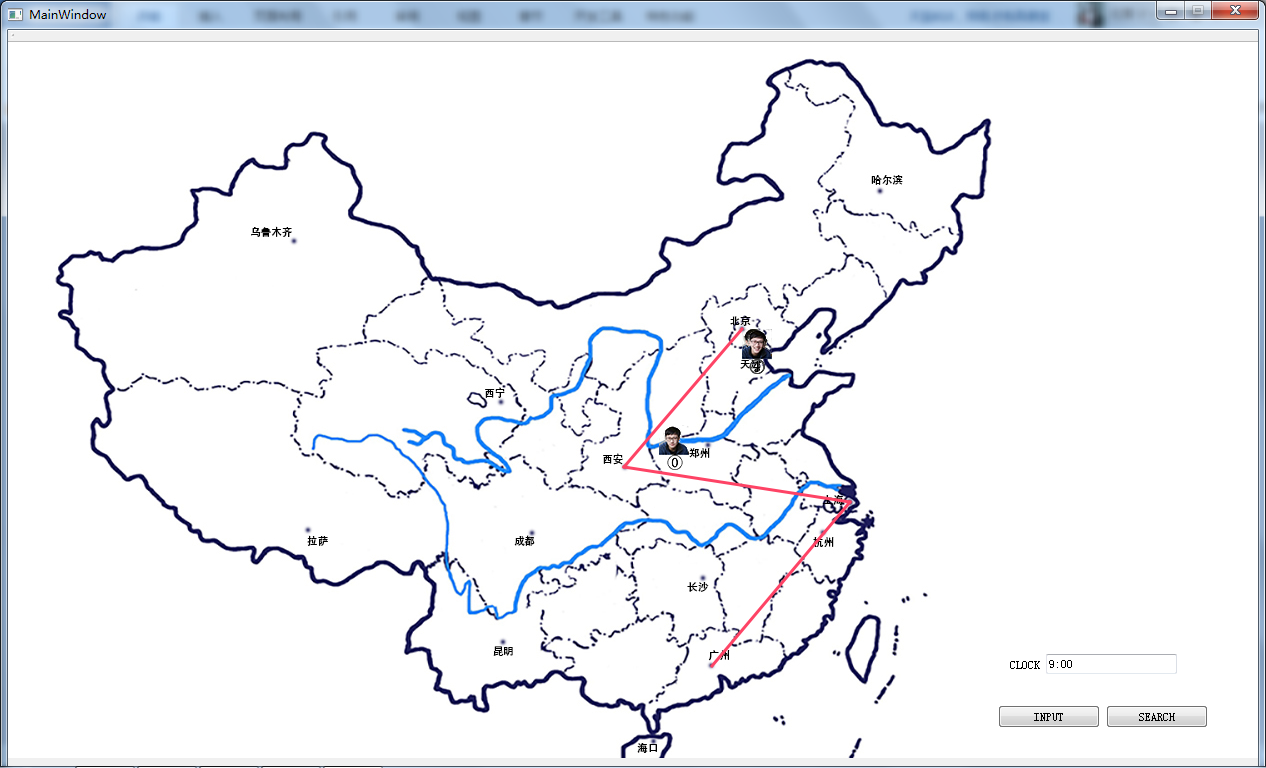 MainWindow
哈尔滨
乌鲁木齐
北京
西宁
郑州
西安
⓪
拉萨
成都
杭州
长沙
昆明
广州
CLOCK 9:00
INPUT SEARCH
海口